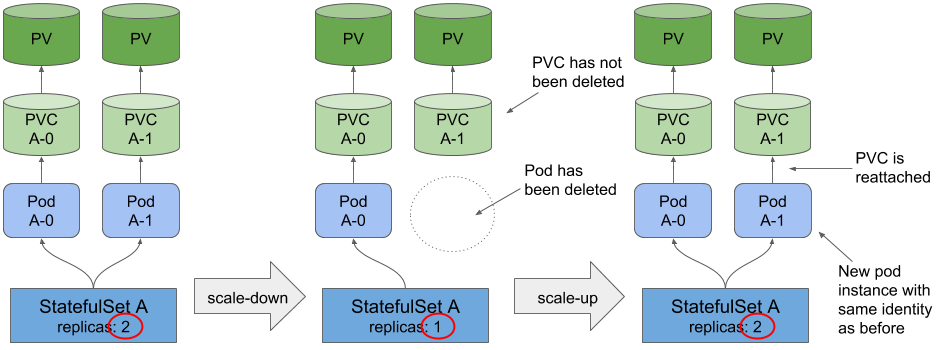 PV
PV
PVC
A-0
PVC
A-1
Pod
A-0
Pod
A-1
StatefulSet A
replicas: 2
scale-down
PV
PV
PVC has not
been deleted
PVC
A-0
PVC
A-1
Pod has
been deleted
Pod
A-0
StatefulSet A
replicas: 1
scale-up
PV
PV
PVC
A-0
PVC
A-1
PVC is
reattached
Pod
A-0
Pod
A-1
New pod
instance with
same identity
as before
StatefulSet A
replicas: 2